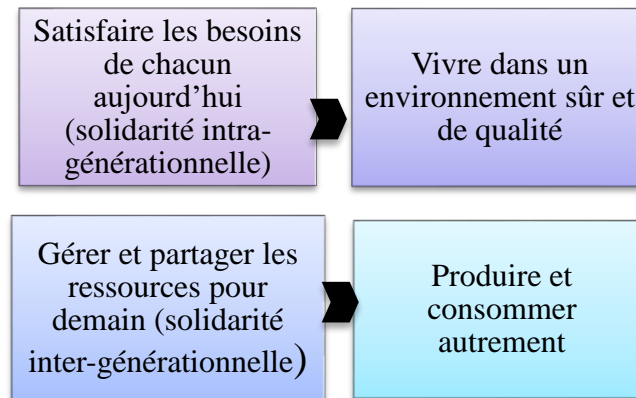 Satisfaire les besoins
de chacun
aujourd’hui
(solidarité intra-
générationnelle)
Vivre dans un
environnement sûr et
de qualité
Gérer et partager les
ressources pour
demain (solidarité
inter-générationnelle)
Produire et
consommer
autrement